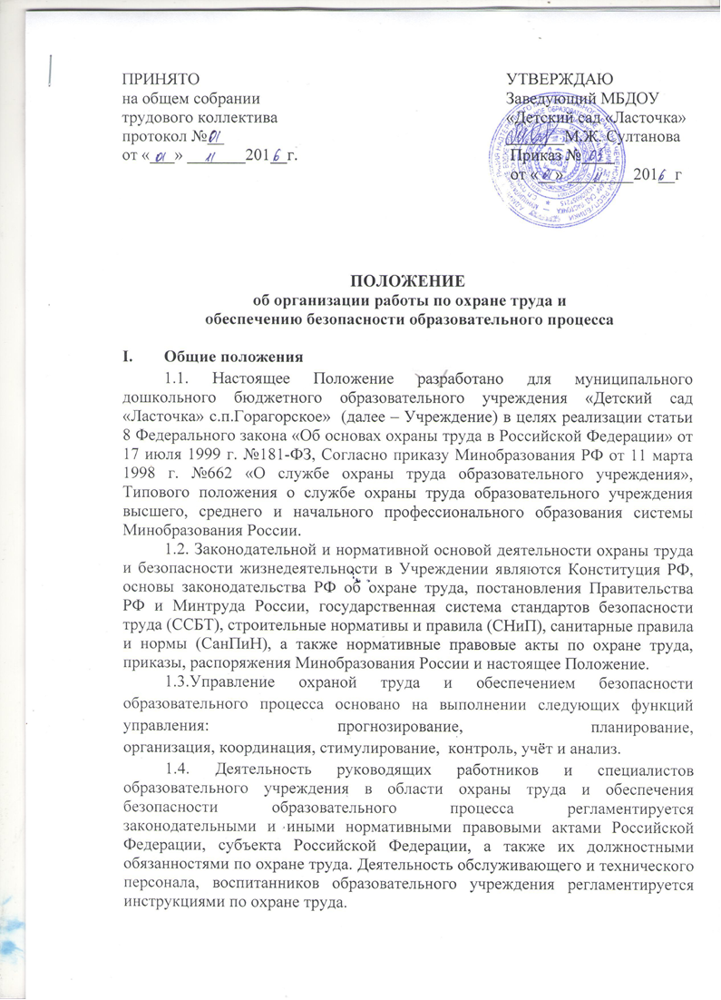 ПРИНЯТО
на общем собрании
трудового коллектива
протокол №01
от «01» 11 2016 г.
УТВЕРЖДАЮ
Заведующий МБДОУ
«Детский сад «Ласточка»
М.Ж. Султанова
Приказ № 03
от «01» 11 2016 г
ПОЛОЖЕНИЕ
об организации работы по охране труда и
обеспечению безопасности образовательного процесса
I. Общие положения
1.1. Настоящее Положение разработано для муниципального
дошкольного бюджетного образовательного учреждения «Детский сад
«Ласточка» с.п.Горагорское» (далее – Учреждение) в целях реализации статьи
8 Федерального закона «Об основах охраны труда в Российской Федерации» от
17 июля 1999 г. №181-ФЗ, Согласно приказу Минобразования РФ от 11 марта
1998 г. №662 «О службе охраны труда образовательного учреждения»,
Типового положения о службе охраны труда образовательного учреждения
высшего, среднего и начального профессионального образования системы
Минобразования России.
1.2. Законодательной и нормативной основой деятельности охраны труда
и безопасности жизнедеятельности в Учреждении являются Конституция РФ,
основы законодательства РФ об охране труда, постановления Правительства
РФ и Минтруда России, государственная система стандартов безопасности
труда (ССБТ), строительные нормативы и правила (СНиП), санитарные правила
и нормы (СанПиН), а также нормативные правовые акты по охране труда,
приказы, распоряжения Минобразования России и настоящее Положение.
1.3.Управление охраной труда и обеспечением безопасности
образовательного процесса основано на выполнении следующих функций
управления: прогнозирование, планирование,
организация, координация, стимулирование, контроль, учёт и анализ.
1.4. Деятельность руководящих работников и специалистов
образовательного учреждения в области охраны труда и обеспечения
безопасности образовательного процесса регламентируется
законодательными и иными нормативными правовыми актами Российской
Федерации, субъекта Российской Федерации, а также их должностными
обязанностями по охране труда. Деятельность обслуживающего и технического
персонала, воспитанников образовательного учреждения регламентируется
инструкциями по охране труда.